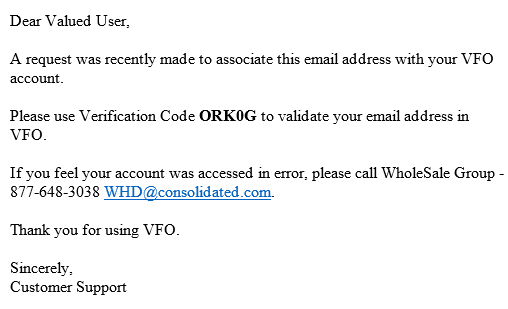 Dear Valued User,
A request was recently made to associate this email address with your VFO
account.
Please use Verification Code ORK0G to validate your email address in
VFO.
If you feel your account was accessed in error, please call WholeSale Group -
877-648-3038 WHD@consolidated.com.
Thank you for using VFO.
Sincerely,
Customer Support